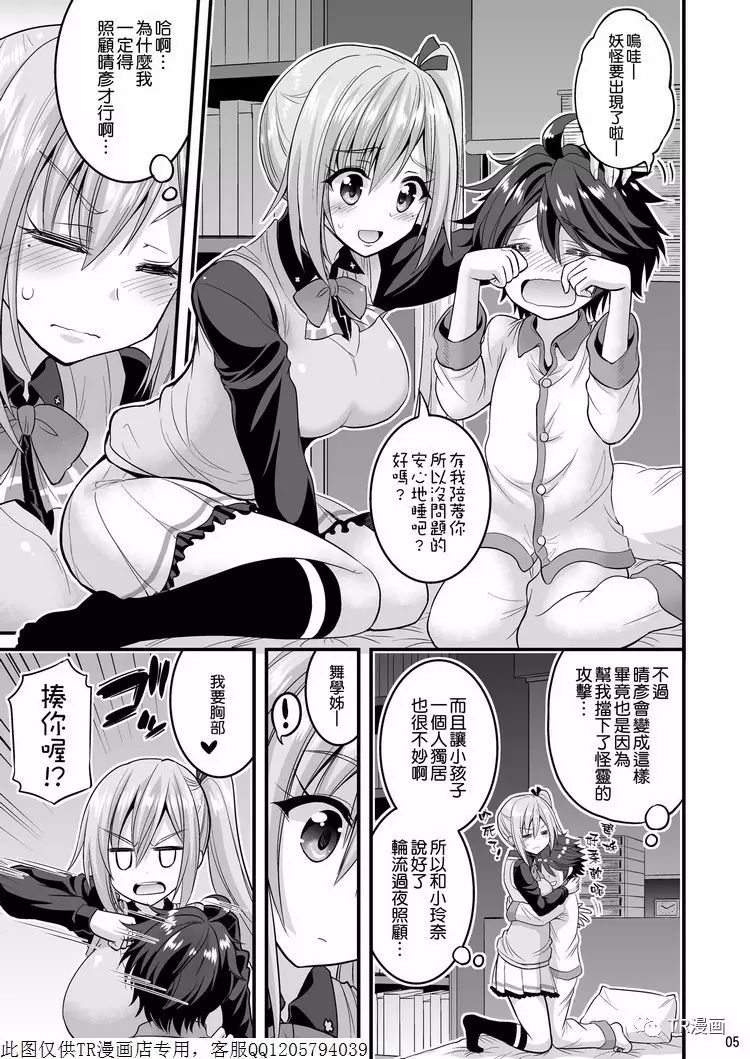 嗚哇—
妖怪要出現了啦—
有我陪著你
所以沒問題的
安心地睡吧?
好嗎?
哈啊…
為什麼我
一定得
照顧晴彥才行啊…
不過
晴彥會變成這樣
畢竟也是因為
幫我擋下了怪靈的
攻擊…
而且讓小孩子
一個人獨居
也很不妙啊
所以和小玲奈
說好了
輪流過夜照顧…
舞學姊—
!
我要胸部
♥
揍你喔!?
TR漫画
05
此图仅供TR漫画店专用,客服QQ1205794039